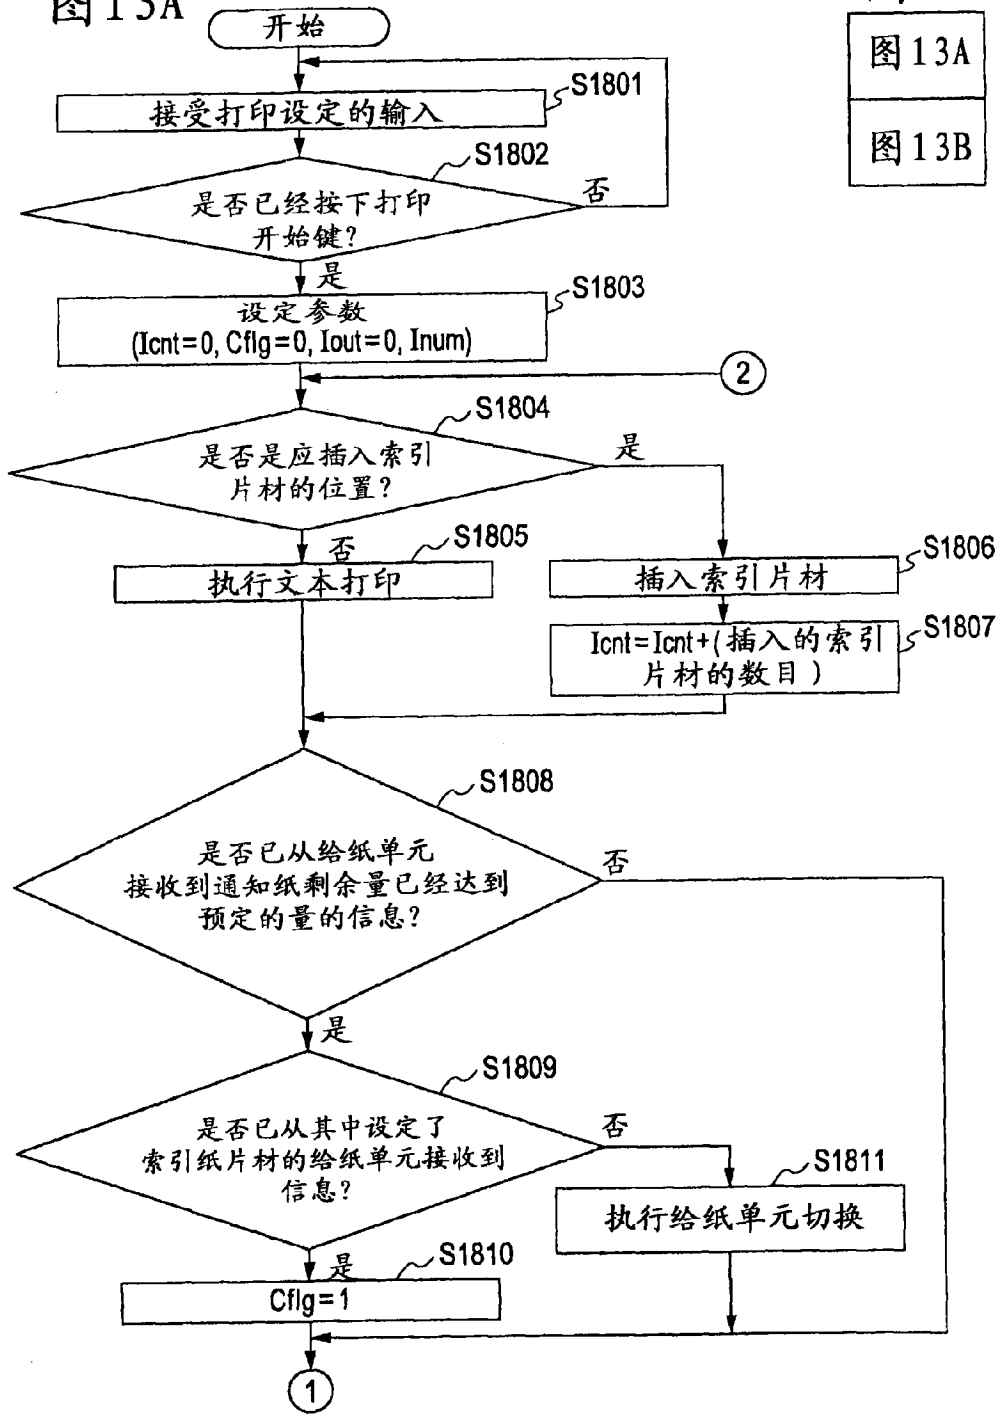 图13A
图13A
图13B
开始
S1801
接受打印设定的输入
S1802
是否已经按下打印
开始键？
否
是
S1803
设定参数
(Icnt=0, Cflg=0, Iout=0, Inum)
2
S1804
是否是应插入索引
片材的位置？
是
否
S1805
执行文本打印
S1806
插入索引片材
S1807
Icnt=Icnt+(插入的索引
片材的数目)
S1808
是否已从给纸单元
接收到通知纸剩余量已经达到
预定的量的信息？
否
是
S1809
是否已从其中设定了
索引纸片材的给纸单元接收到
信息？
否
是
S1811
执行给纸单元切换
S1810
Cflg=1
1